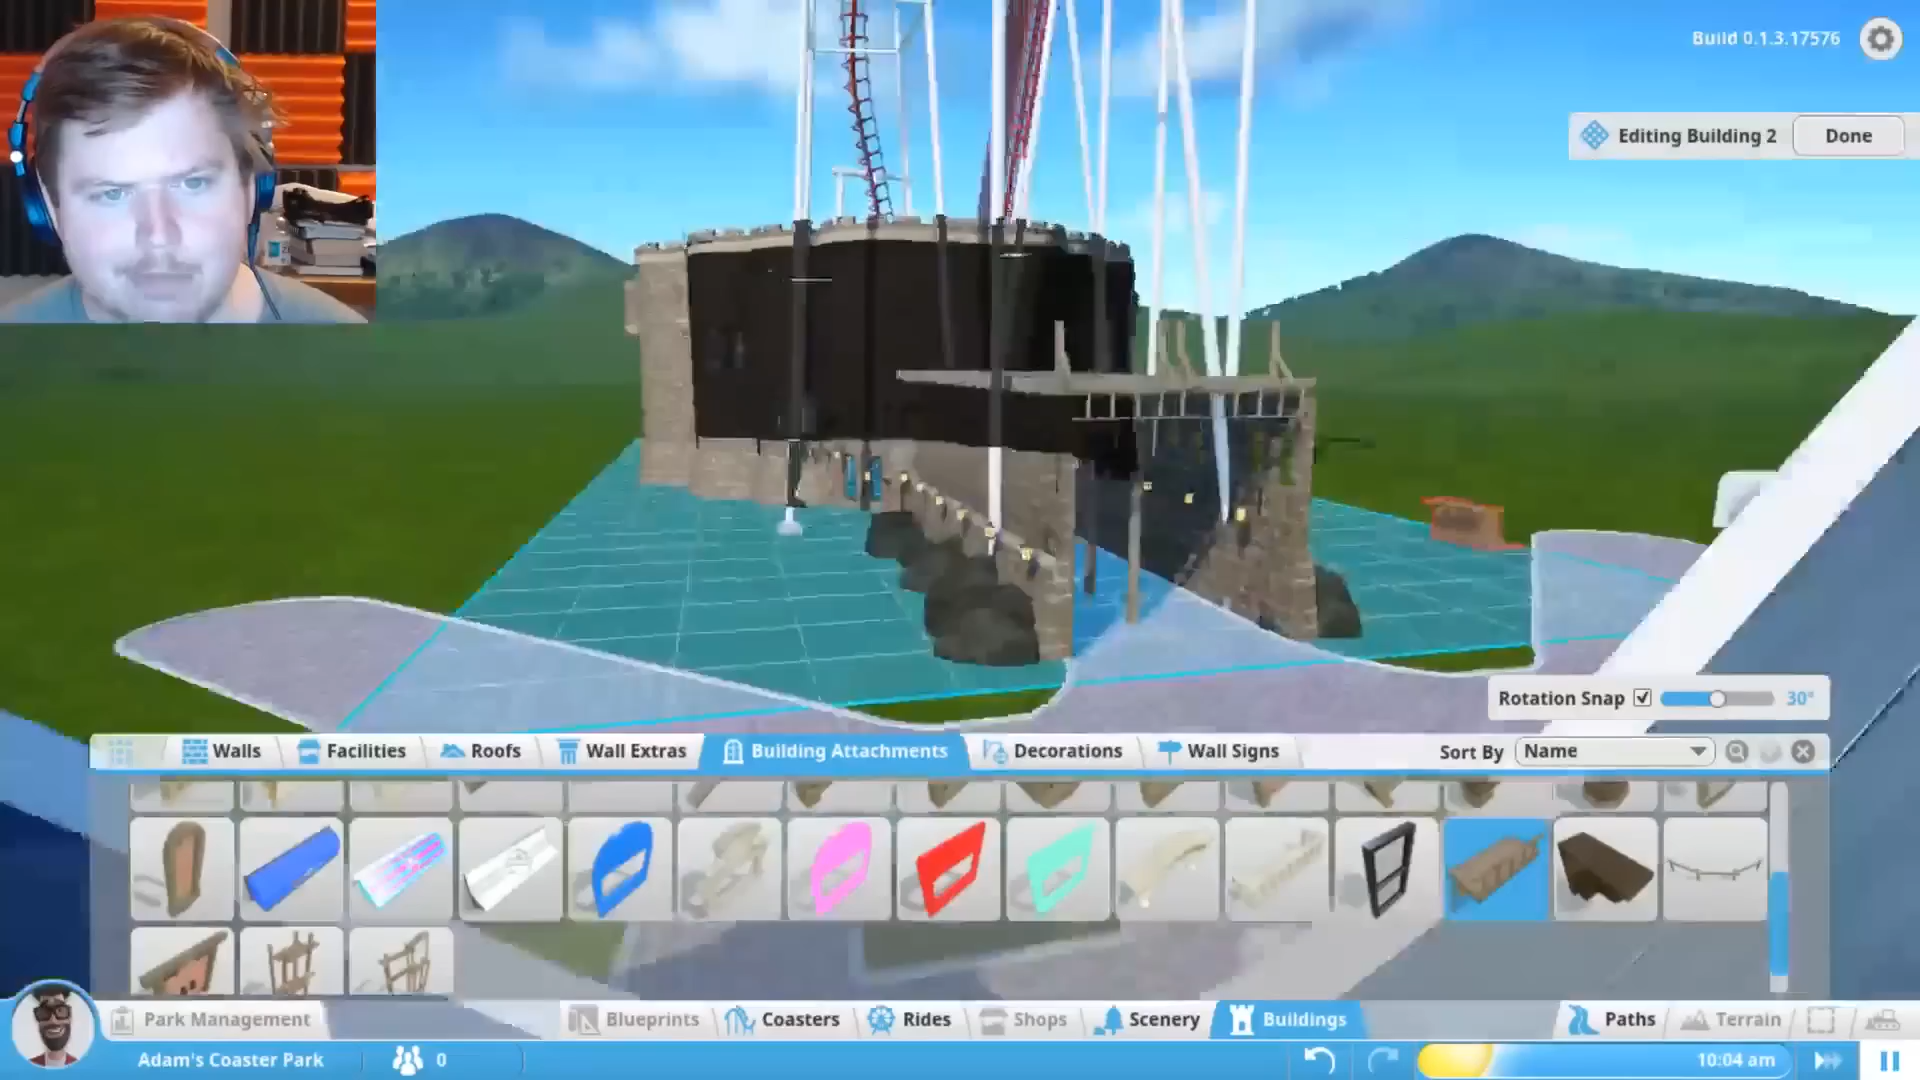 Build 0.1.3.17576
Editing Building 2 Done
Rotation Snap 30°
Walls Facilities Roofs Wall Extras Building Attachments Decorations Wall Signs Sort By Name
Park Management Blueprints Coasters Rides Shops Scenery Buildings Paths Terrain
Adam's Coaster Park 0 10:04 am